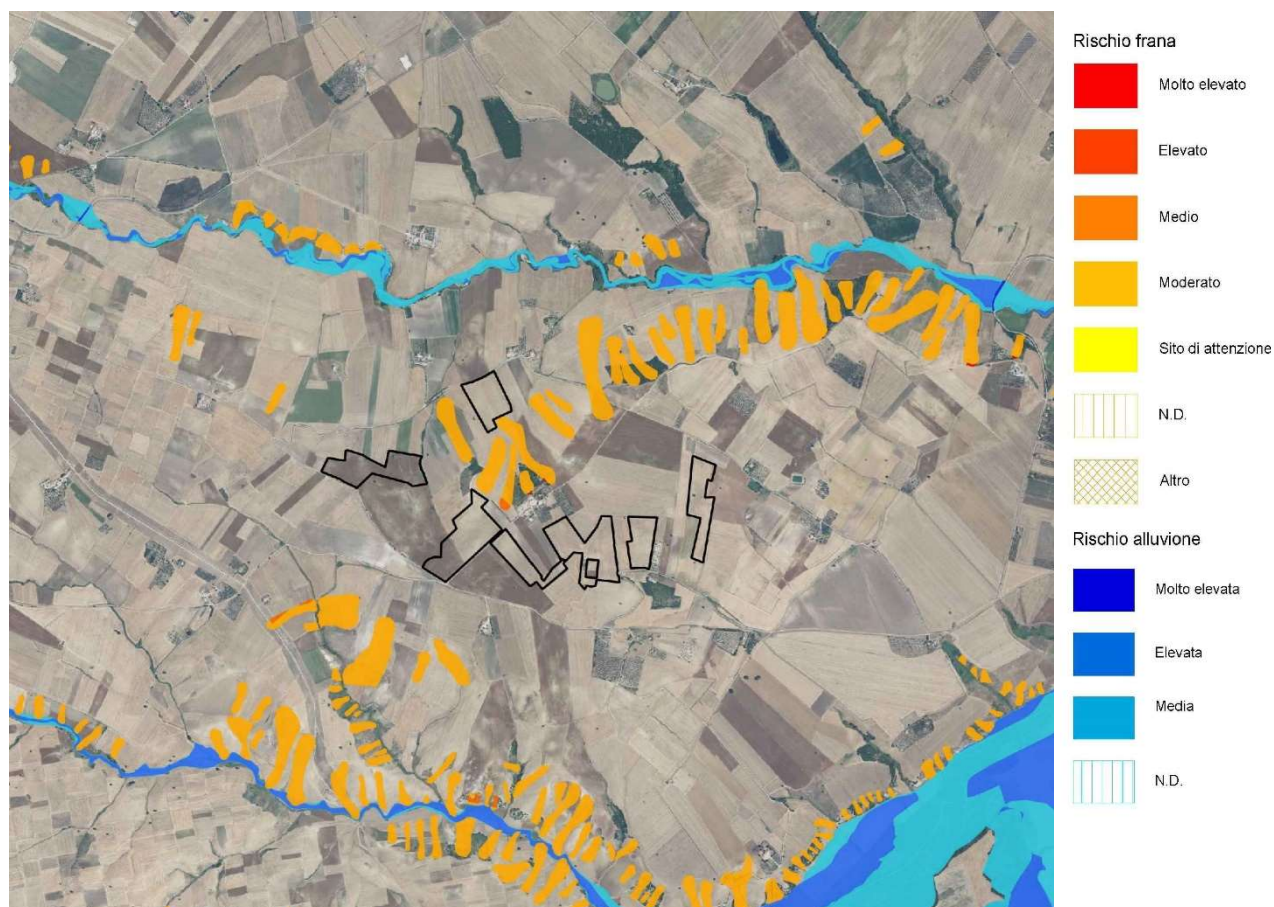 Rischio frana
Molto elevato
Elevato
Medio
Moderato
Sito di attenzione
N.D.
Altro
Rischio alluvione
Molto elevata
Elevata
Media
N.D.